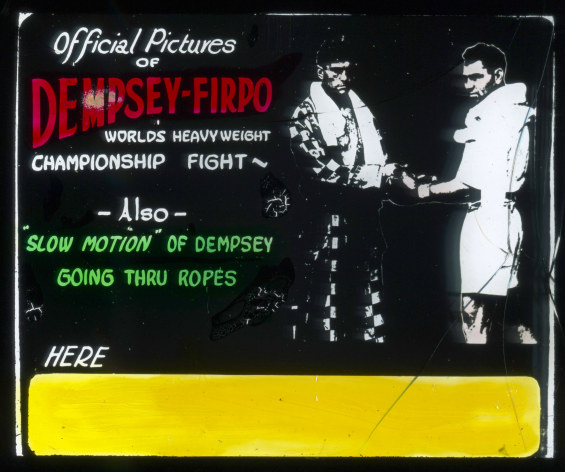 Official Pictures
OF
DEMPSEY-FIRPO
WORLDS HEAVYWEIGHT
CHAMPIONSHIP FIGHT~
- Also -
"SLOW MOTION" OF DEMPSEY
GOING THRU ROPES
HERE